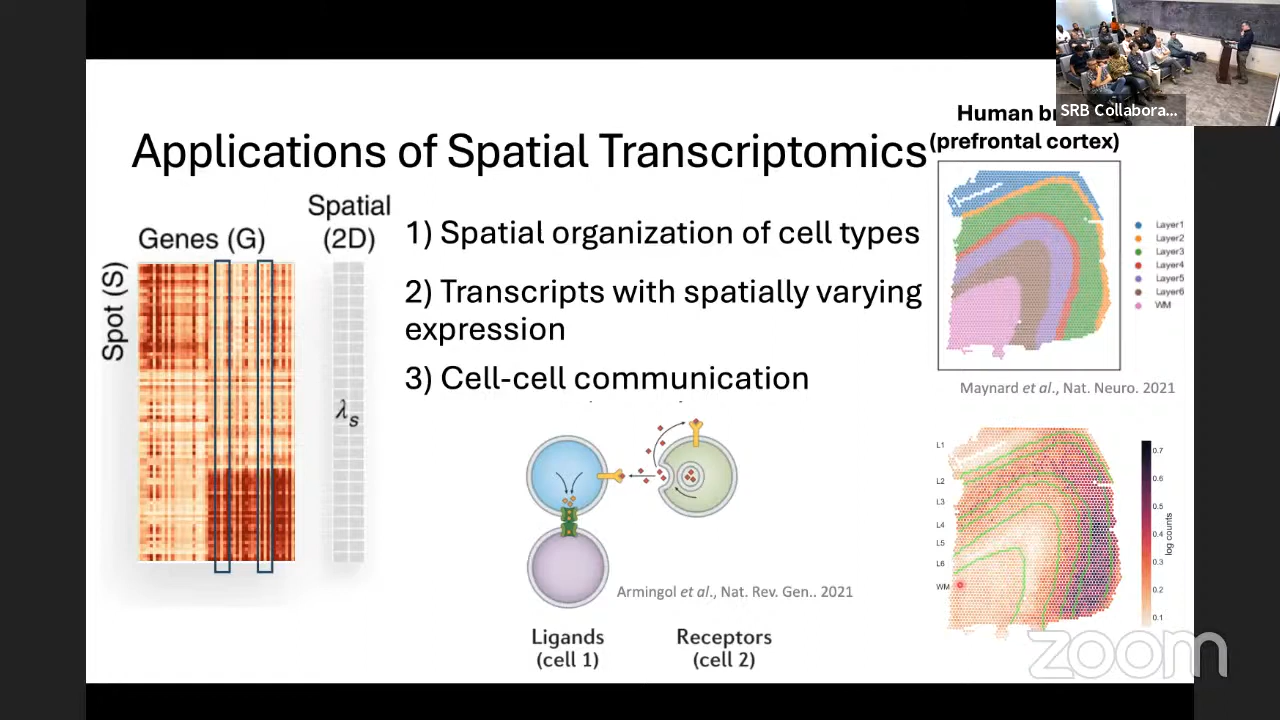 SRB Collabora...
Human br
(prefrontal cortex)
Applications of Spatial Transcriptomics
Spatial
(2D)
Genes (G)
Spot (S)
λs
1) Spatial organization of cell types
2) Transcripts with spatially varying
expression
3) Cell-cell communication
Layer1
Layer2
Layer3
Layer4
Layer5
Layer6
WM
Maynard et al., Nat. Neuro. 2021
L1
L2
L3
L4
L5
L6
WM
0.7
0.6
0.5
0.4
0.3
0.2
0.1
log counts
Armingol et al., Nat. Rev. Gen.. 2021
Ligands
(cell 1)
Receptors
(cell 2)
zoom